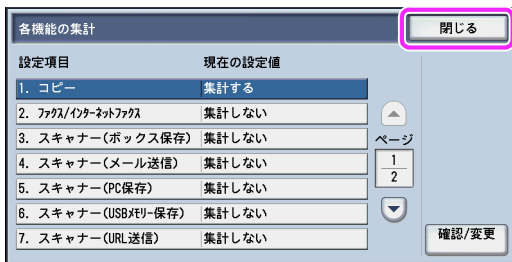 各機能の集計
閉じる
設定項目 現在の設定値
1. コピー 集計する
2. ﾌｧｸｽ/ｲﾝﾀｰﾈｯﾄﾌｧｸｽ 集計しない
3. スキャナー(ボックス保存) 集計しない
4. スキャナー(メール送信) 集計しない
5. スキャナー(PC保存) 集計しない
6. スキャナー(USBﾒﾓﾘｰ保存) 集計しない
7. スキャナー(URL送信) 集計しない
ページ
1
2
確認/変更